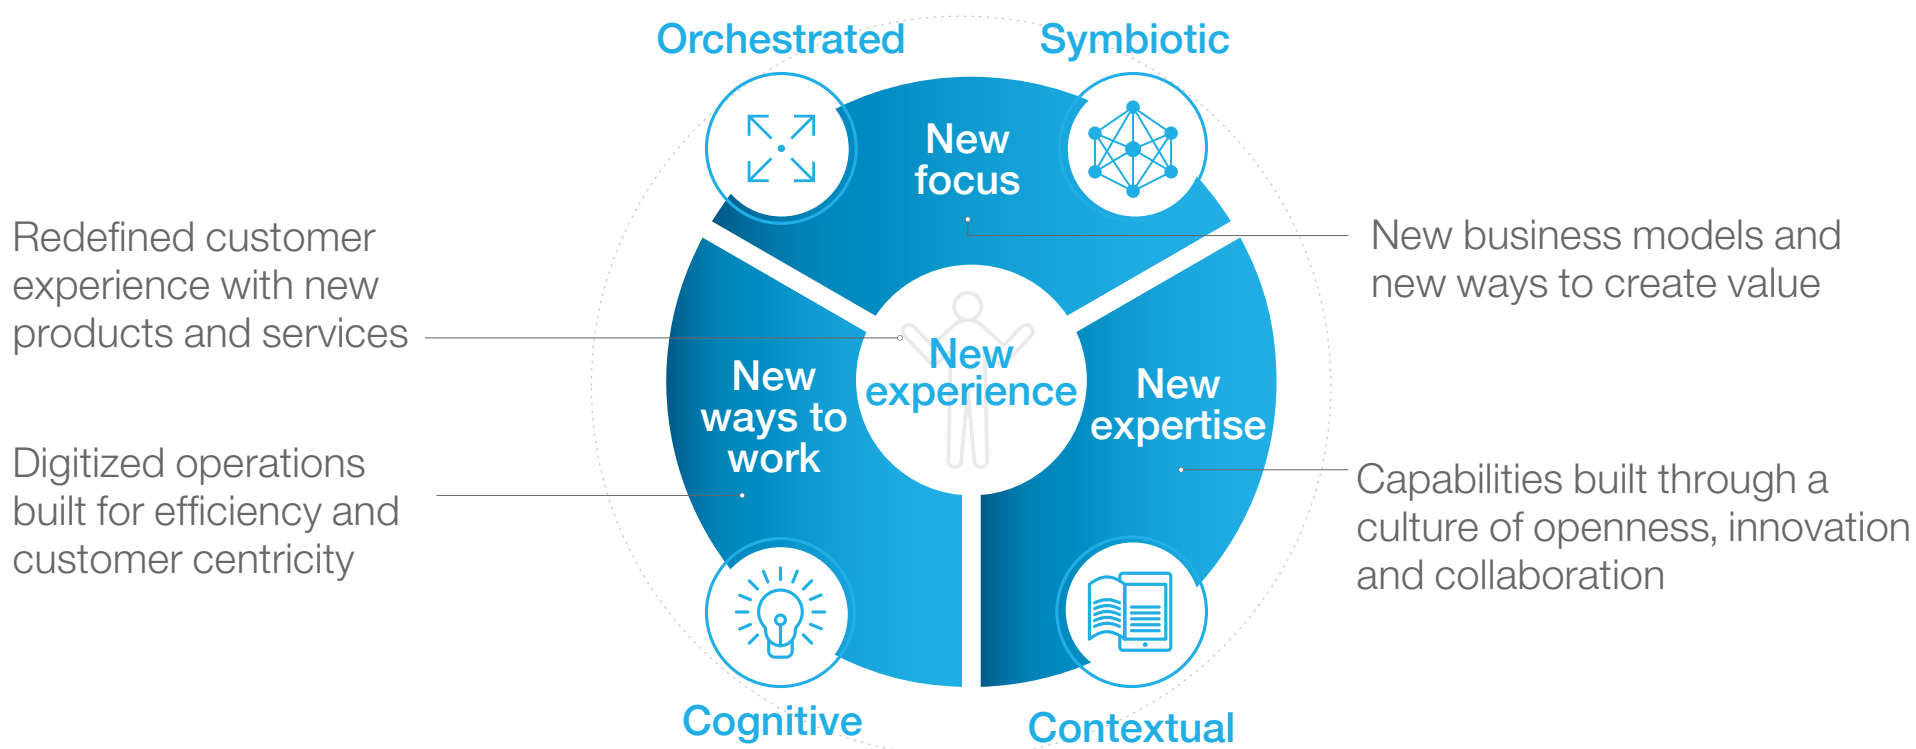 Orchestrated
Symbiotic
New
focus
Redefined customer
experience with new
products and services
New business models and
new ways to create value
New
experience
New
ways to
work
New
expertise
Digitized operations
built for efficiency and
customer centricity
Capabilities built through a
culture of openness, innovation
and collaboration
Cognitive
Contextual